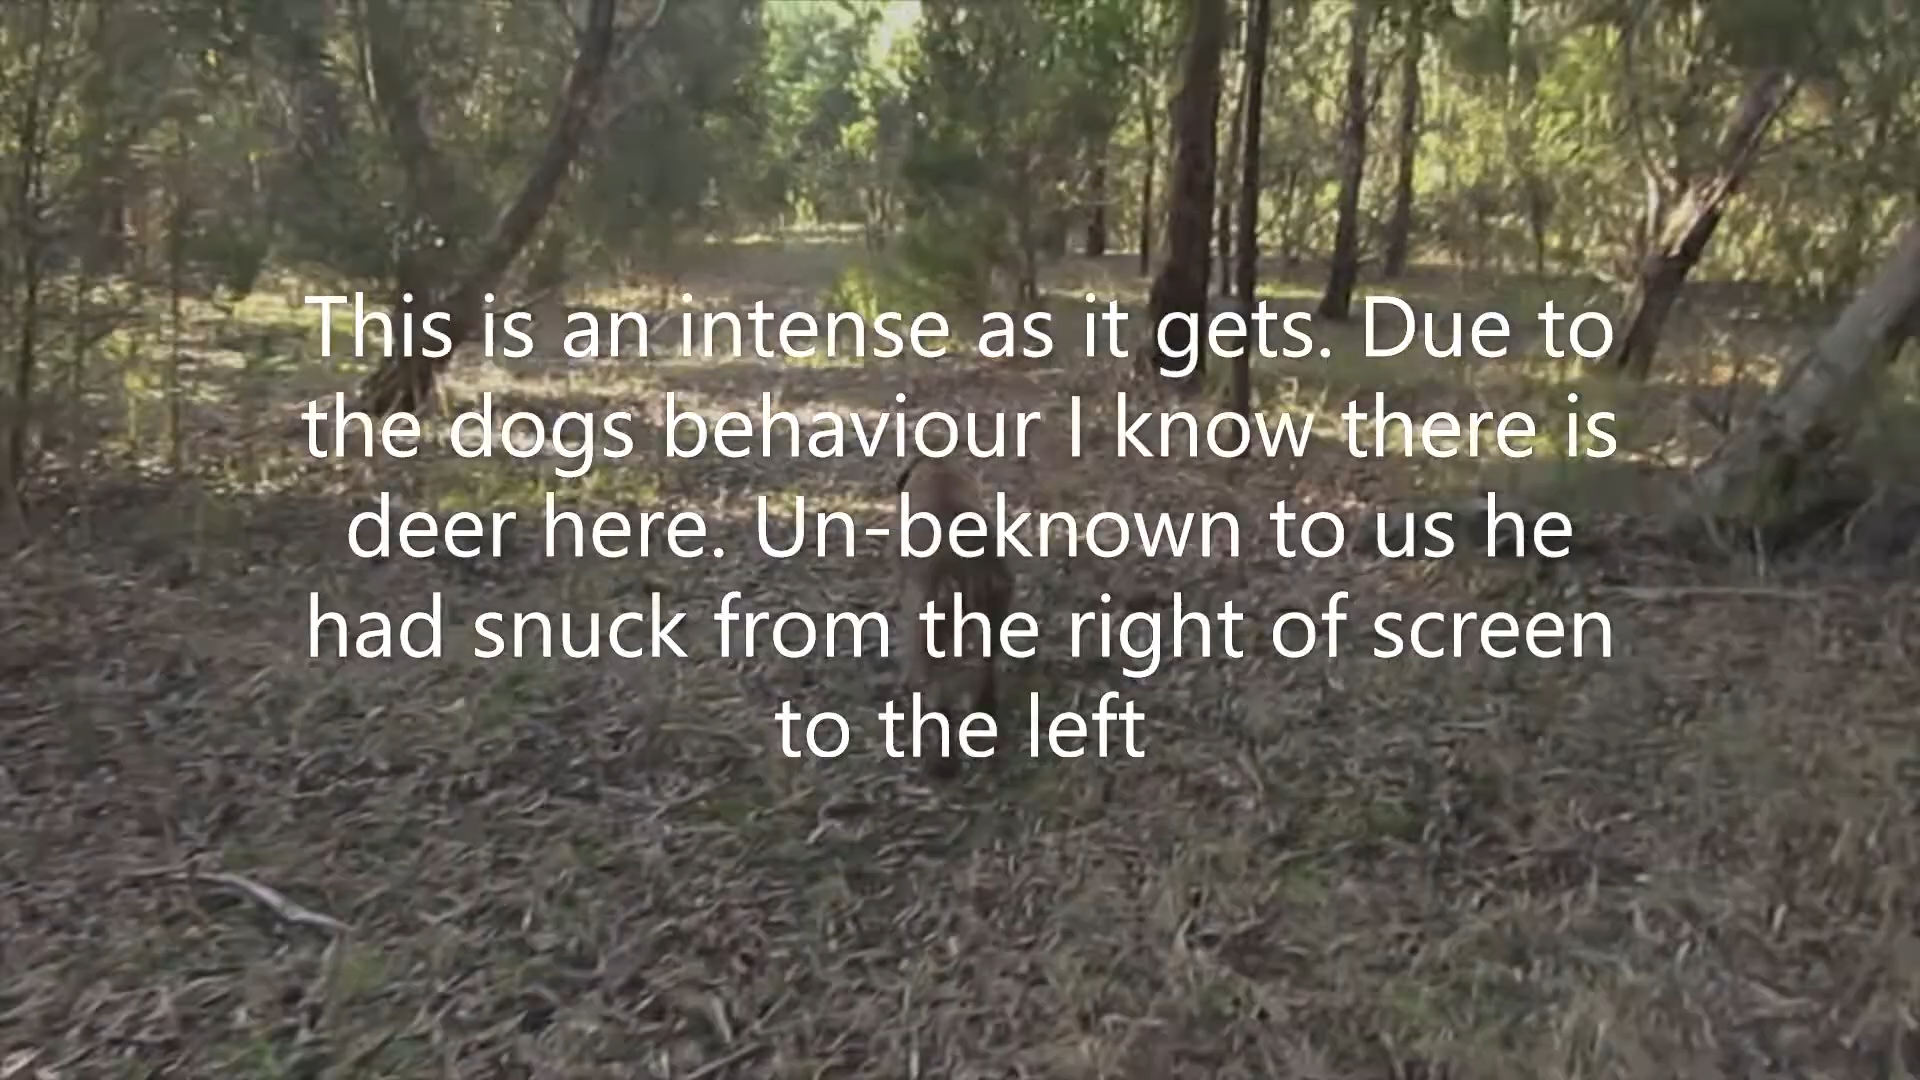 This is an intense as it gets. Due to
the dogs behaviour I know there is
deer here. Un-beknown to us he
had snuck from the right of screen
to the left